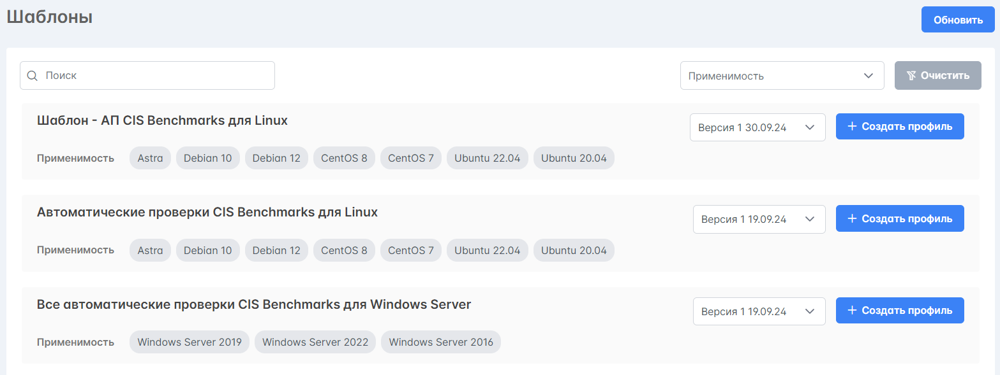 Шаблоны
Обновить
Поиск
Применимость
Очистить
Шаблон - АП CIS Benchmarks для Linux
Версия 1 30.09.24
+ Создать профиль
Применимость Astra Debian 10 Debian 12 CentOS 8 CentOS 7 Ubuntu 22.04 Ubuntu 20.04
Автоматические проверки CIS Benchmarks для Linux
Версия 1 19.09.24
+ Создать профиль
Применимость Astra Debian 10 Debian 12 CentOS 8 CentOS 7 Ubuntu 22.04 Ubuntu 20.04
Все автоматические проверки CIS Benchmarks для Windows Server
Версия 1 19.09.24
+ Создать профиль
Применимость Windows Server 2019 Windows Server 2022 Windows Server 2016